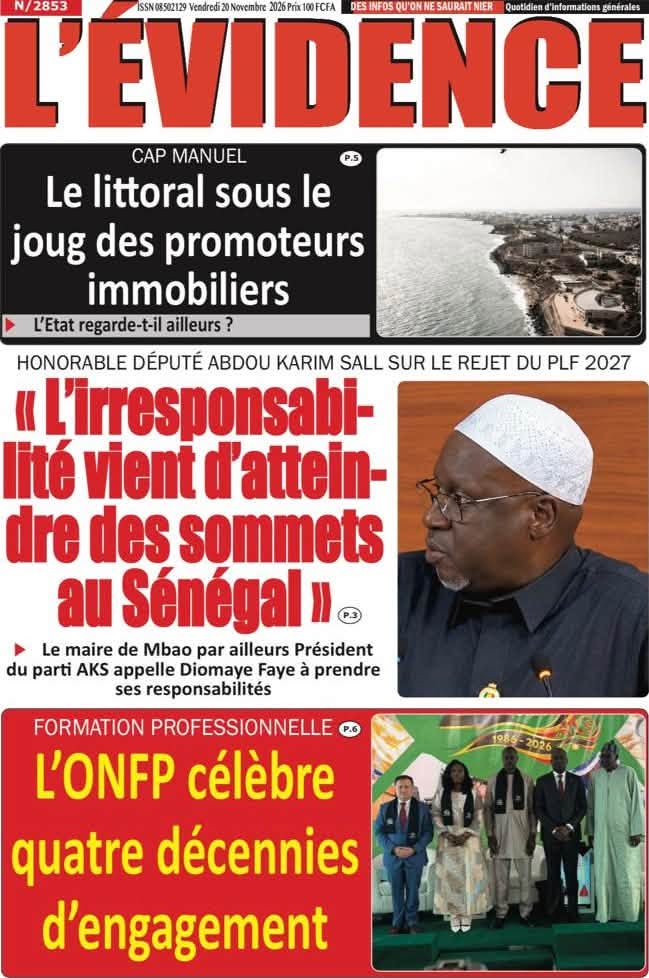 N/2853
ISSN 08502129 Vendredi 20 Novembre 2026 Prix 100 FCFA
DES INFOS QU'ON NE SAURAIT NIER
Quotidien d'informations générales
L'ÉVIDENCE
CAP MANUEL
P.5
Le littoral sous le
joug des promoteurs
immobiliers
L'Etat regarde-t-il ailleurs ?
HONORABLE DÉPUTÉ ABDOU KARIM SALL SUR LE REJET DU PLF 2027
« L'irresponsabi-
lité vient d'attein-
dre des sommets
au Sénégal »
P.3
Le maire de Mbao par ailleurs Président
du parti AKS appelle Diomaye Faye à prendre
ses responsabilités
FORMATION PROFESSIONNELLE
P.6
L'ONFP célèbre
quatre décennies
d'engagement
1986-2026